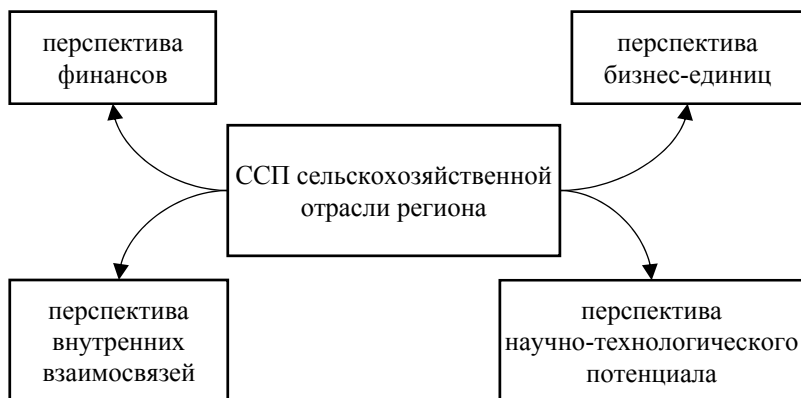 перспектива
финансов
перспектива
бизнес-единиц
ССП сельскохозяйственной
отрасли региона
перспектива
внутренних
взаимосвязей
перспектива
научно-технологического
потенциала